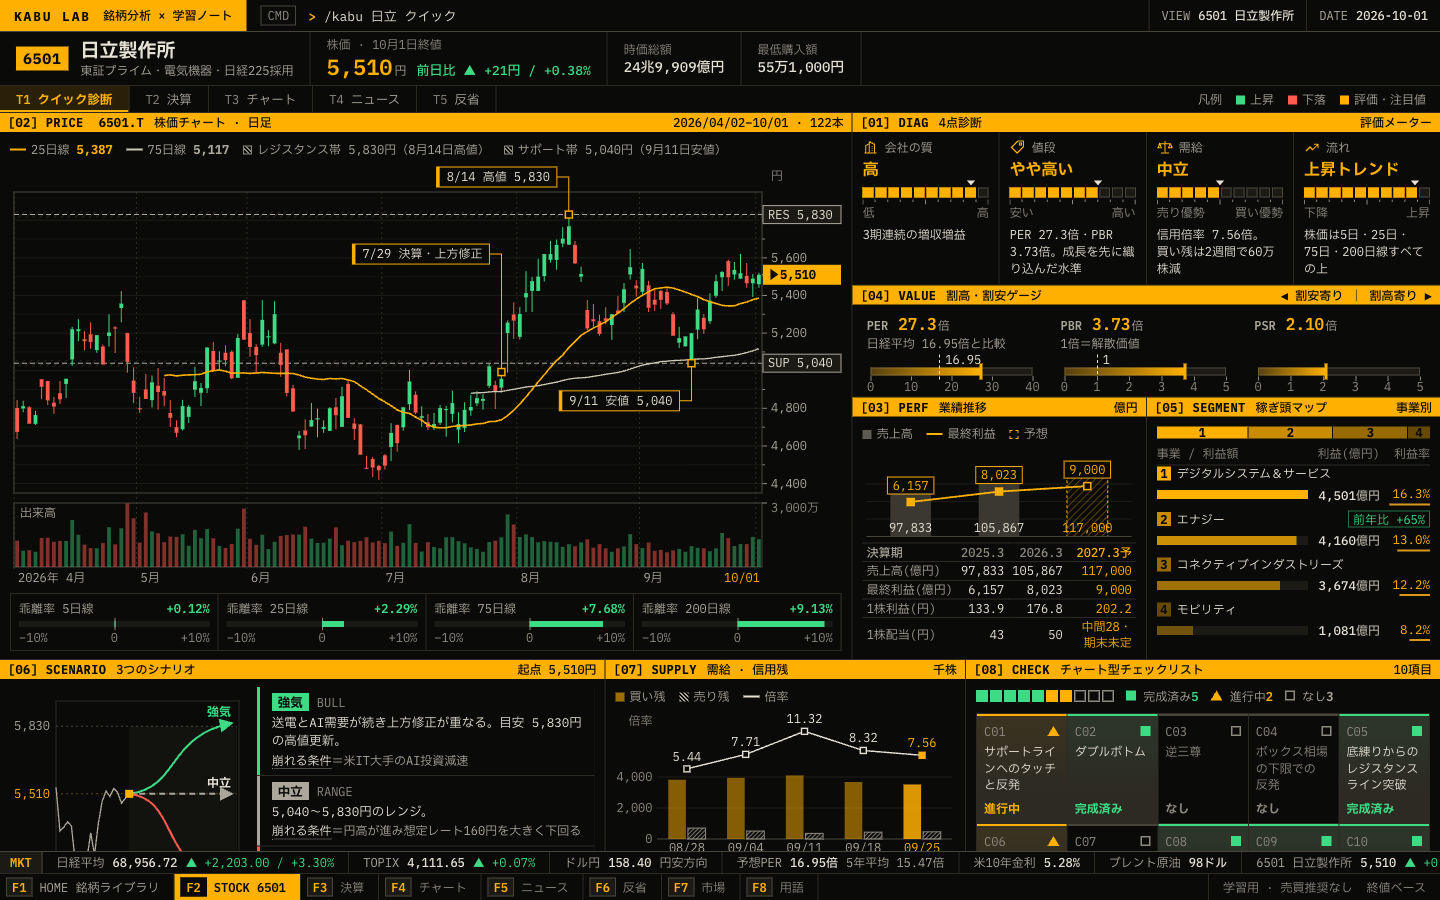 KABU LAB 銘柄分析 × 学習ノート CMD > /kabu 日立 クイック VIEW 6501 日立製作所 DATE 2026-10-01
6501 日立製作所
東証プライム・電気機器・日経225採用
株価 · 10月1日終値
5,510円 前日比 ▲ +21円 / +0.38%
時価総額
24兆9,909億円
最低購入額
55万1,000円
T1 クイック診断 T2 決算 T3 チャート T4 ニュース T5 反省 凡例 上昇 下落 評価・注目値
[02] PRICE 6501.T 株価チャート · 日足 2026/04/02–10/01 · 122本
25日線 5,387 75日線 5,117 レジスタンス帯 5,830円（8月14日高値） サポート帯 5,040円（9月11日安値）
円
8/14 高値 5,830
7/29 決算・上方修正
9/11 安値 5,040
RES 5,830
5,600
▶5,510
5,400
5,200
SUP 5,040
4,800
4,600
4,400
出来高
3,000万
2026年 4月 5月 6月 7月 8月 9月 10/01
乖離率 5日線 +0.12%
−10% 0 +10%
乖離率 25日線 +2.29%
−10% 0 +10%
乖離率 75日線 +7.68%
−10% 0 +10%
乖離率 200日線 +9.13%
−10% 0 +10%
[01] DIAG 4点診断 評価メーター
会社の質
高
低 高
3期連続の増収増益
値段
やや高い
安い 高い
PER 27.3倍・PBR
3.73倍。成長を先に織
り込んだ水準
需給
中立
売り優勢 買い優勢
信用倍率 7.56倍。
買い残は2週間で60万
株減
流れ
上昇トレンド
下降 上昇
株価は5日・25日・
75日・200日線すべて
の上
[04] VALUE 割高・割安ゲージ ◀ 割安寄り | 割高寄り ▶
PER 27.3倍
日経平均 16.95倍と比較
16.95
0 10 20 30 40
PBR 3.73倍
1倍＝解散価値
1
0 1 2 3 4 5
PSR 2.10倍
0 1 2 3 4 5
[03] PERF 業績推移 億円
売上高 最終利益 予想
6,157 8,023 9,000
97,833 105,867 117,000
決算期 2025.3 2026.3 2027.3予
売上高(億円) 97,833 105,867 117,000
最終利益(億円) 6,157 8,023 9,000
1株利益(円) 133.9 176.8 202.2
1株配当(円) 43 50 中間28・
期末未定
[05] SEGMENT 稼ぎ頭マップ 事業別
1 2 3 4
事業 / 利益額 利益(億円) 利益率
1 デジタルシステム＆サービス
4,501億円 16.3%
2 エナジー 前年比 +65%
4,160億円 13.0%
3 コネクティブインダストリーズ
3,674億円 12.2%
4 モビリティ
1,081億円 8.2%
[06] SCENARIO 3つのシナリオ 起点 5,510円
5,830
5,510
強気
中立
強気 BULL
送電とAI需要が続き上方修正が重なる。目安 5,830円
の高値更新。
崩れる条件＝米IT大手のAI投資減速
中立 RANGE
5,040〜5,830円のレンジ。
崩れる条件＝円高が進み想定レート160円を大きく下回る
[07] SUPPLY 需給 · 信用残 千株
買い残 売り残 倍率
倍率
5.44 7.71 11.32 8.32 7.56
4,000
2,000
0
08/28 09/04 09/11 09/18 09/25
[08] CHECK チャート型チェックリスト 10項目
完成済み5 進行中2 なし3
C01
サポートライ
ンへのタッチ
と反発
進行中
C02
ダブルボトム
完成済み
C03
逆三尊
なし
C04
ボックス相場
の下限での
反発
なし
C05
底練りからの
レジスタンス
ライン突破
完成済み
C06 C07 C08 C09 C10
MKT 日経平均 68,956.72 ▲ +2,203.00 / +3.30% TOPIX 4,111.65 ▲ +0.07% ドル円 158.40 円安方向 予想PER 16.95倍 5年平均 15.47倍 米10年金利 5.28% ブレント原油 98ドル 6501 日立製作所 5,510 ▲ +0
F1 HOME 銘柄ライブラリ F2 STOCK 6501 F3 決算 F4 チャート F5 ニュース F6 反省 F7 市場 F8 用語 学習用 · 売買推奨なし 終値ベース